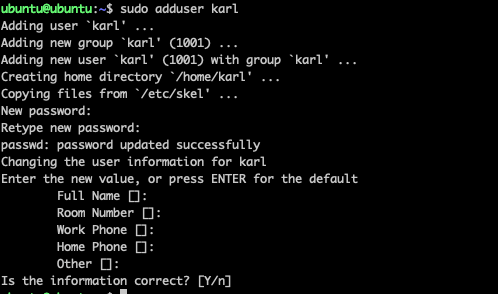 ubuntu@ubuntu:~$ sudo adduser karl
Adding user `karl' ...
Adding new group `karl' (1001) ...
Adding new user `karl' (1001) with group `karl' ...
Creating home directory `/home/karl' ...
Copying files from `/etc/skel' ...
New password:
Retype new password:
passwd: password updated successfully
Changing the user information for karl
Enter the new value, or press ENTER for the default
Full Name []:
Room Number []:
Work Phone []:
Home Phone []:
Other []:
Is the information correct? [Y/n]